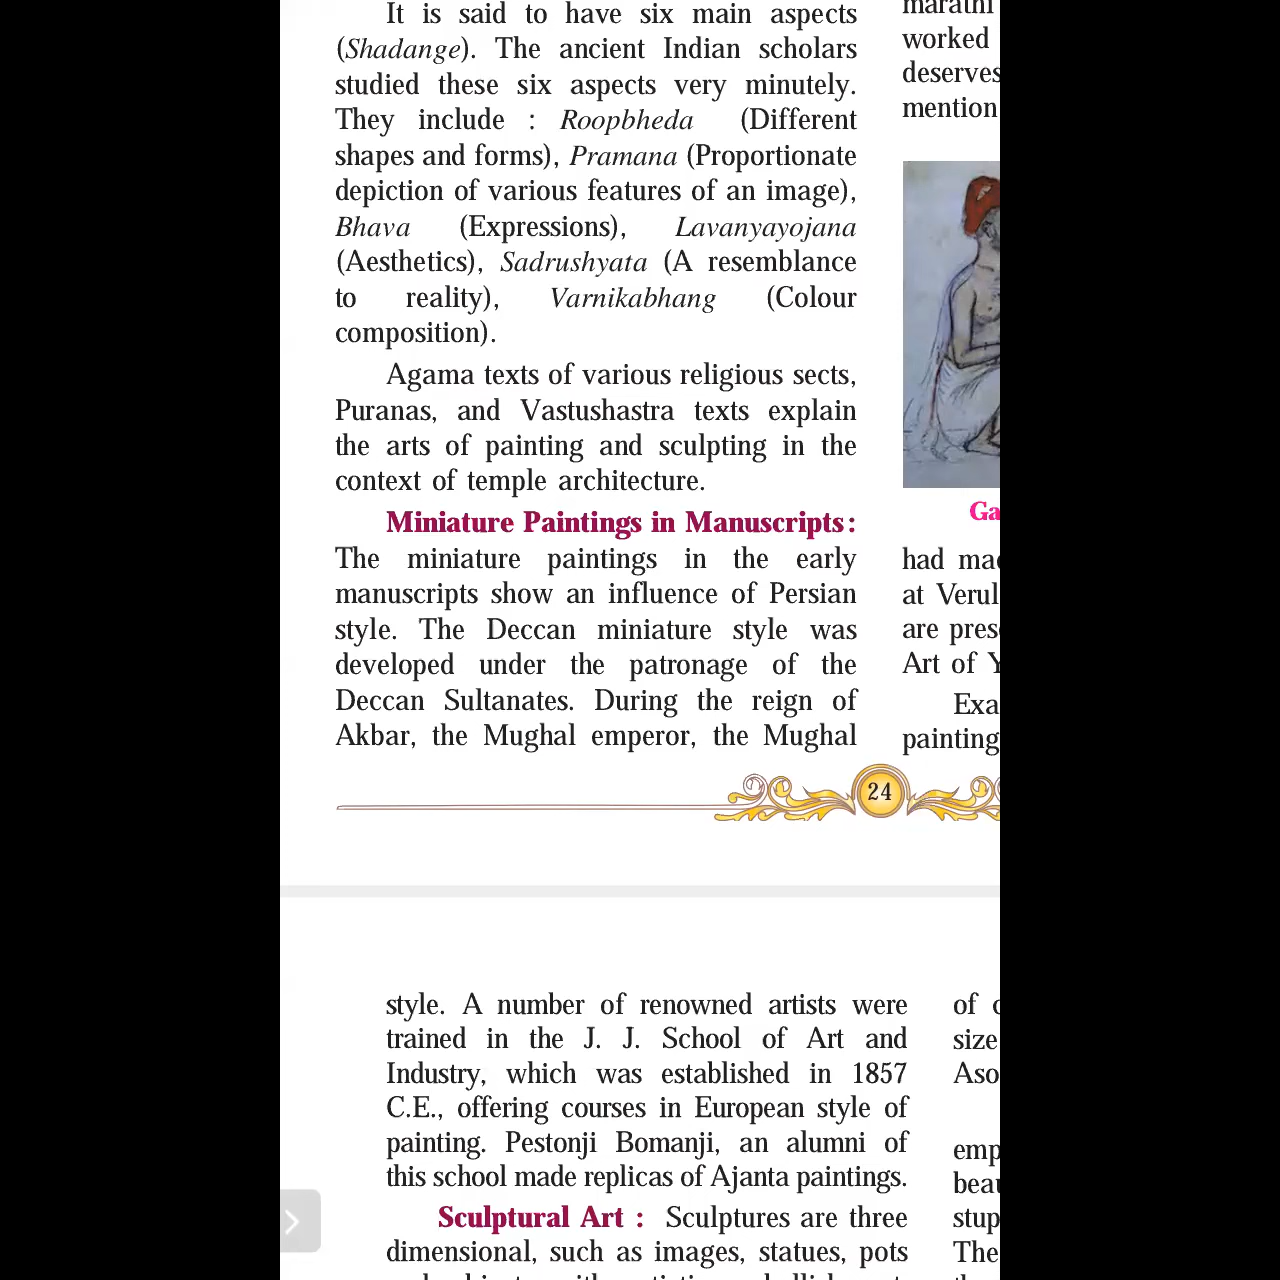 It is said to have six main aspects
(Shadange). The ancient Indian scholars
studied these six aspects very minutely.
They include : Roopbheda (Different
shapes and forms), Pramana (Proportionate
depiction of various features of an image),
Bhava (Expressions), Lavanyayojana
(Aesthetics), Sadrushyata (A resemblance
to reality), Varnikabhang (Colour
composition).
Agama texts of various religious sects,
Puranas, and Vastushastra texts explain
the arts of painting and sculpting in the
context of temple architecture.
Miniature Paintings in Manuscripts:
The miniature paintings in the early
manuscripts show an influence of Persian
style. The Deccan miniature style was
developed under the patronage of the
Deccan Sultanates. During the reign of
Akbar, the Mughal emperor, the Mughal
marathi
worked
deserves
mention
had
at
are
Art of
painting
24
style. A number of renowned artists were
trained in the J. J. School of Art and
Industry, which was established in 1857
C.E., offering courses in European style of
painting. Pestonji Bomanji, an alumni of
this school made replicas of Ajanta paintings.
Sculptural Art : Sculptures are three
dimensional, such as images, statues, pots
of
size
The